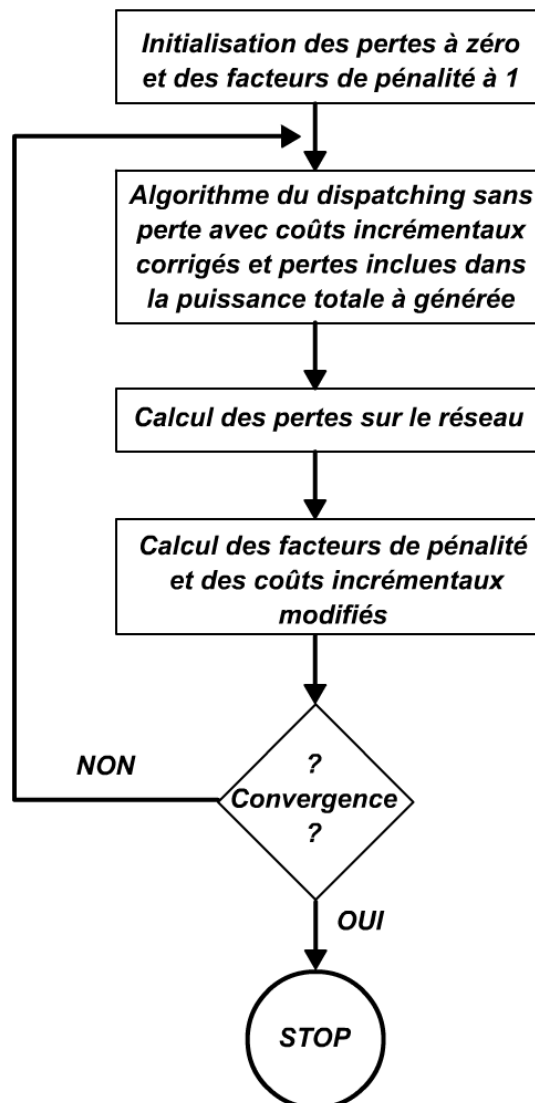 Initialisation des pertes à zéro
et des facteurs de pénalité à 1
Algorithme du dispatching sans
perte avec coûts incrémentaux
corrigés et pertes inclues dans
la puissance totale à générée
Calcul des pertes sur le réseau
Calcul des facteurs de pénalité
et des coûts incrémentaux
modifiés
NON
?
Convergence
?
OUI
STOP